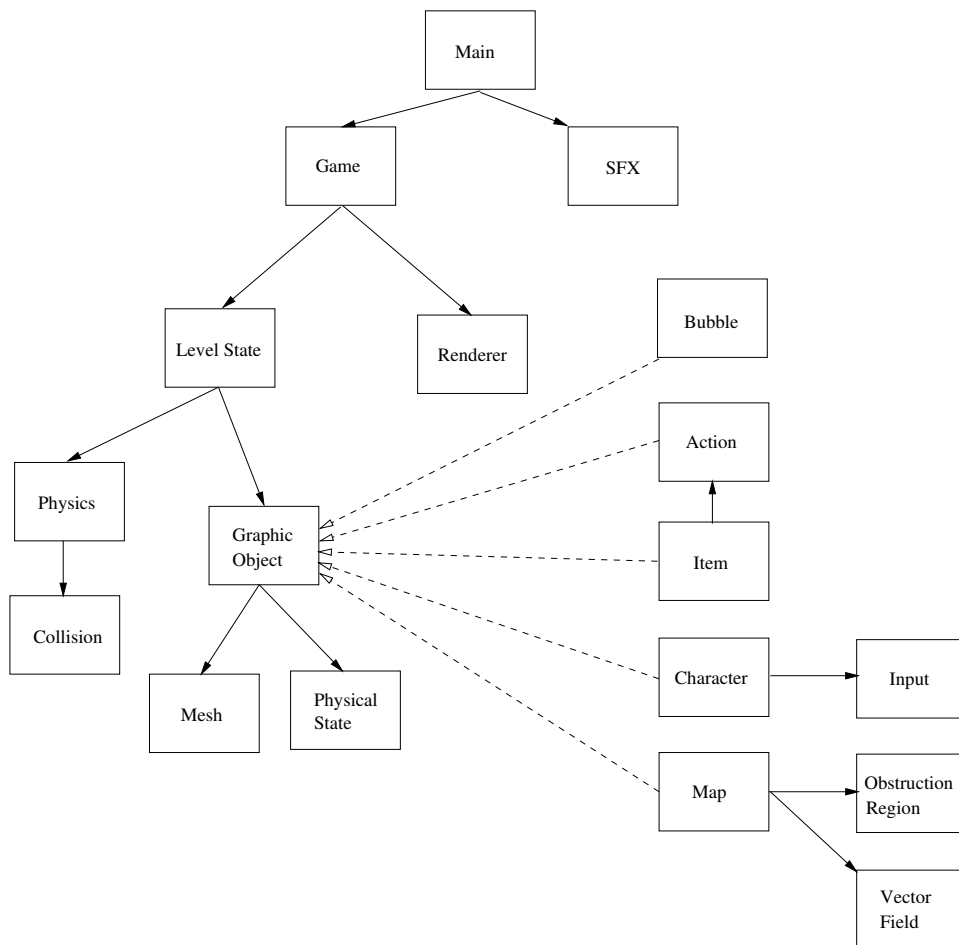 Main
Game
SFX
Bubble
Level State
Renderer
Action
Physics
Graphic
Object
Item
Collision
Mesh
Physical
State
Character
Input
Map
Obstruction
Region
Vector
Field